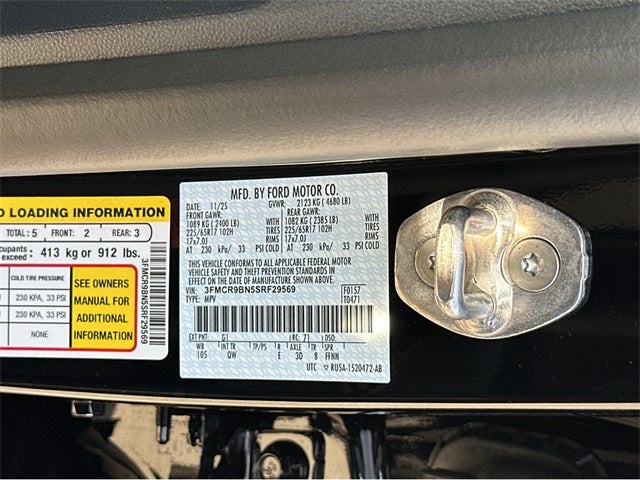 D LOADING INFORMATION
TOTAL: 5 FRONT: 2 REAR: 3
cupants
exceed: 413 kg or 912 lbs.
COLD TIRE PRESSURE
230 KPA, 33 PSI
230 KPA, 33 PSI
NONE
SEE OWNERS
MANUAL FOR
ADDITIONAL
INFORMATION
3FMCR9BN5SRF29569
MFD. BY FORD MOTOR CO.
DATE: 11/25 GVWR: 2123 KG ( 4680 LB)
FRONT GAWR: REAR GAWR:
1089 KG ( 2400 LB) WITH 1082 KG ( 2385 LB) WITH
225/65R17 102H TIRES 225/65R17 102H TIRES
17x7.0J RIMS 17x7.0J RIMS
AT 230 kPa/ 33 PSI COLD AT 230 kPa/ 33 PSI COLD
THIS VEHICLE CONFORMS TO ALL APPLICABLE FEDERAL MOTOR
VEHICLE SAFETY AND BUMPER STANDARDS IN EFFECT ON THE DATE OF
MANUFACTURE SHOWN ABOVE.
VIN: 3FMCR9BN5SRF29569 F0157
TYPE: MPV T0471
EXT PNT: G1 RC: 71 DSO:
WB INT TR TP/PS R AXLE TR SPR
105 QW E 3D 8 FFNN
UTC RU5A-1520472-AB